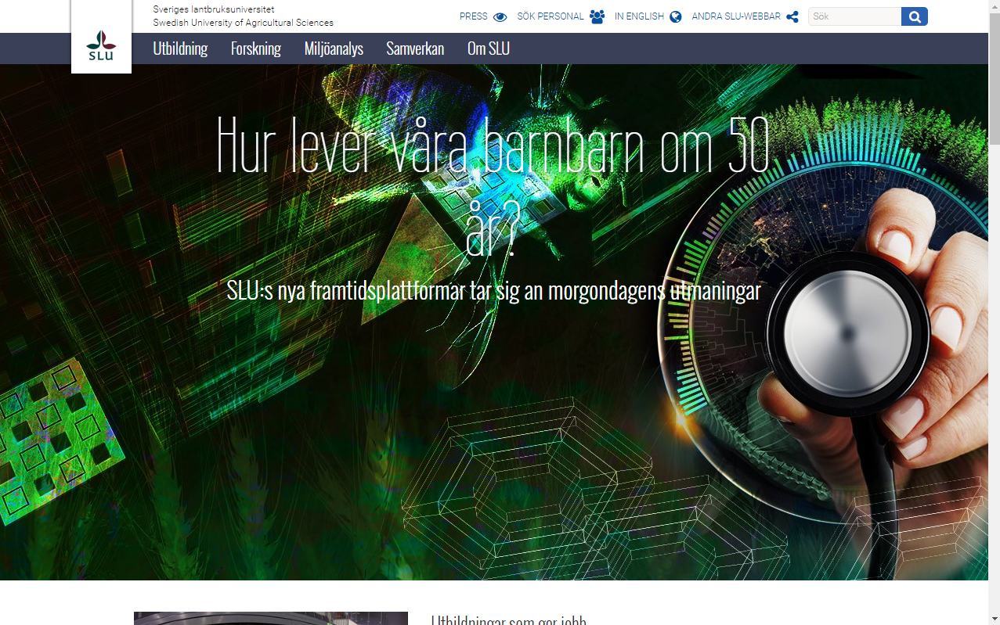 Sveriges lantbruksuniversitet
Swedish University of Agricultural Sciences
PRESS SÖK PERSONAL IN ENGLISH ANDRA SLU-WEBBAR Sök
SLU
Utbildning Forskning Miljöanalys Samverkan Om SLU
Hur lever våra barnbarn om 50
år?
SLU:s nya framtidsplattformar tar sig an morgondagens utmaningar
Utbildningar som ger jobb